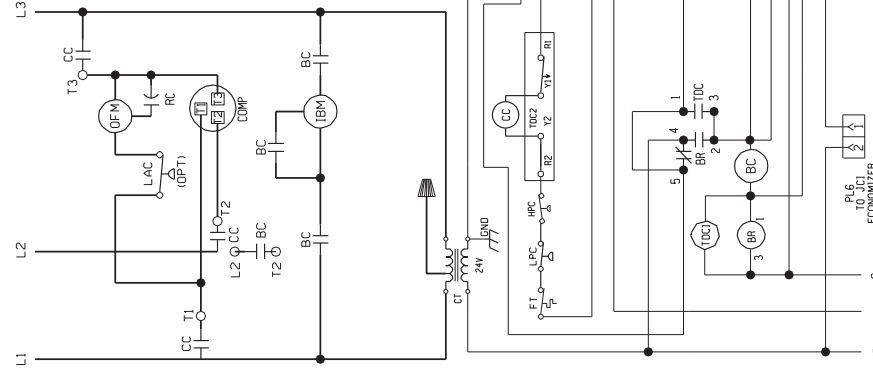 L3
CC
T3
OFM
RC
LAC
(OPT)
T1
T2
T3
COMP
BC
IBM
BC
BC
L2
T2
CC
L2
BC
T2
T1
CC
L1
CT
24V
GND
CC
TDC2
R1
Y1
Y2
R2
HPC
LPC
FT
1
TDC
3
4
BR
2
5
BC
TDC1
BR
1
3
1
2
PL6
TO JCI
ECONOMIZER